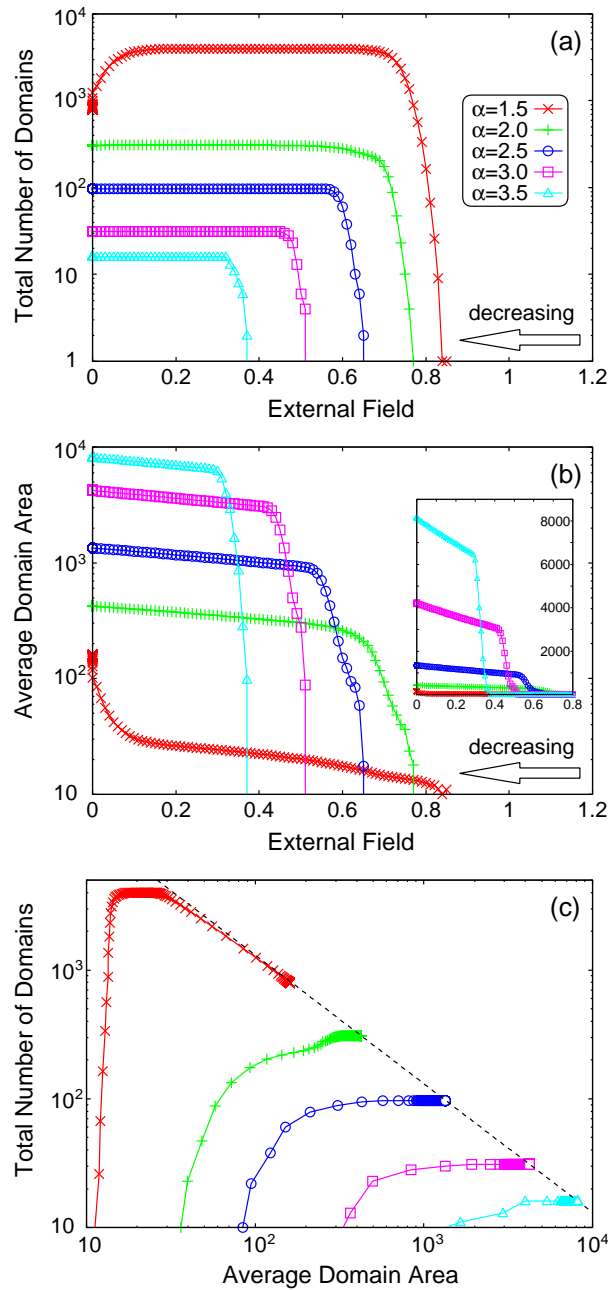 (a)
Total Number of Domains
10^4
10^3
10^2
10
1
α=1.5
α=2.0
α=2.5
α=3.0
α=3.5
decreasing
0 0.2 0.4 0.6 0.8 1 1.2
External Field
(b)
Average Domain Area
10^4
10^3
10^2
10
8000
6000
4000
2000
0 0.2 0.4 0.6 0.8
decreasing
0 0.2 0.4 0.6 0.8 1 1.2
External Field
(c)
Total Number of Domains
10^3
10^2
10
10 10^2 10^3 10^4
Average Domain Area